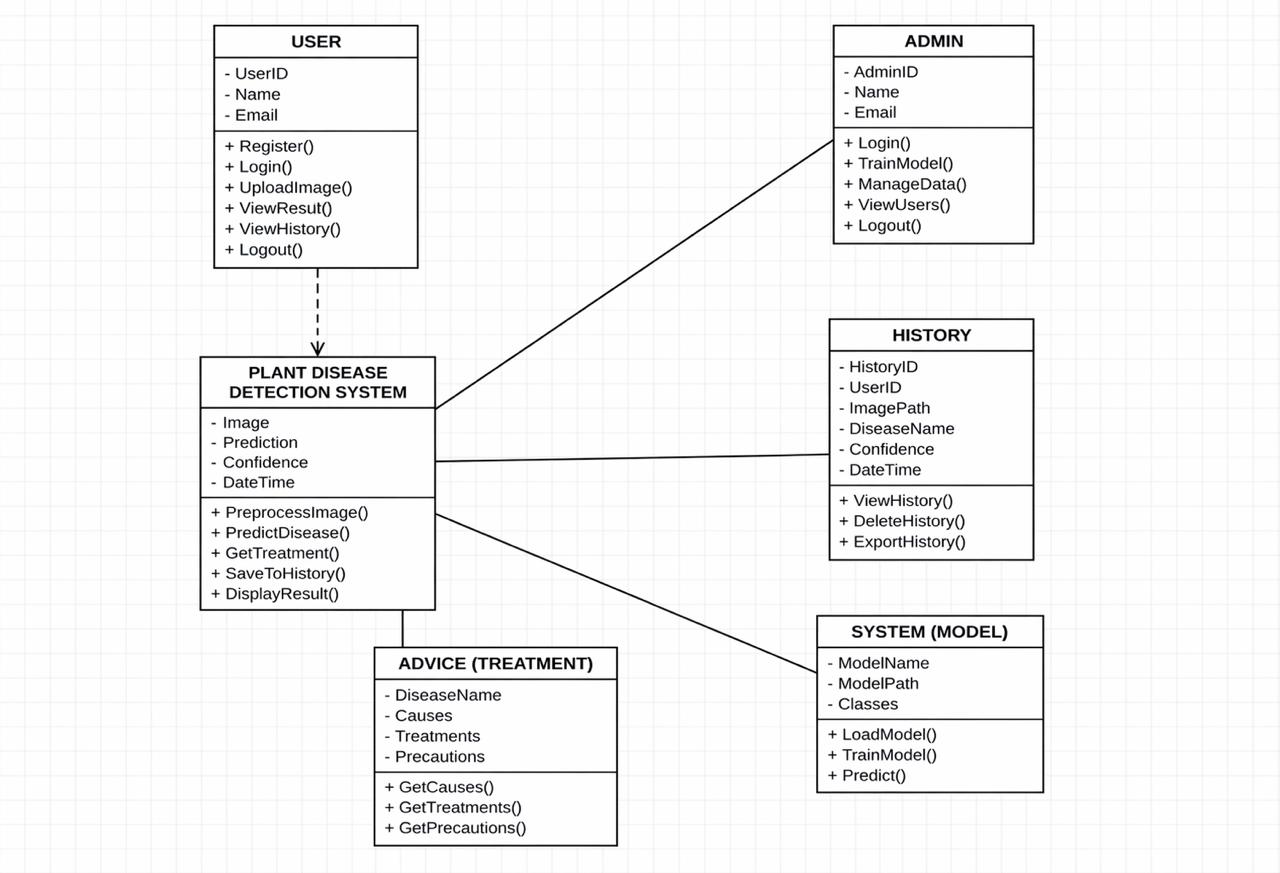 USER
- UserID
- Name
- Email
+ Register()
+ Login()
+ UploadImage()
+ ViewResut()
+ ViewHistory()
+ Logout()
ADMIN
- AdminID
- Name
- Email
+ Login()
+ TrainModel()
+ ManageData()
+ ViewUsers()
+ Logout()
PLANT DISEASE
DETECTION SYSTEM
- Image
- Prediction
- Confidence
- DateTime
+ PreprocessImage()
+ PredictDisease()
+ GetTreatment()
+ SaveToHistory()
+ DisplayResult()
HISTORY
- HistoryID
- UserID
- ImagePath
- DiseaseName
- Confidence
- DateTime
+ ViewHistory()
+ DeleteHistory()
+ ExportHistory()
ADVICE (TREATMENT)
- DiseaseName
- Causes
- Treatments
- Precautions
+ GetCauses()
+ GetTreatments()
+ GetPrecautions()
SYSTEM (MODEL)
- ModelName
- ModelPath
- Classes
+ LoadModel()
+ TrainModel()
+ Predict()